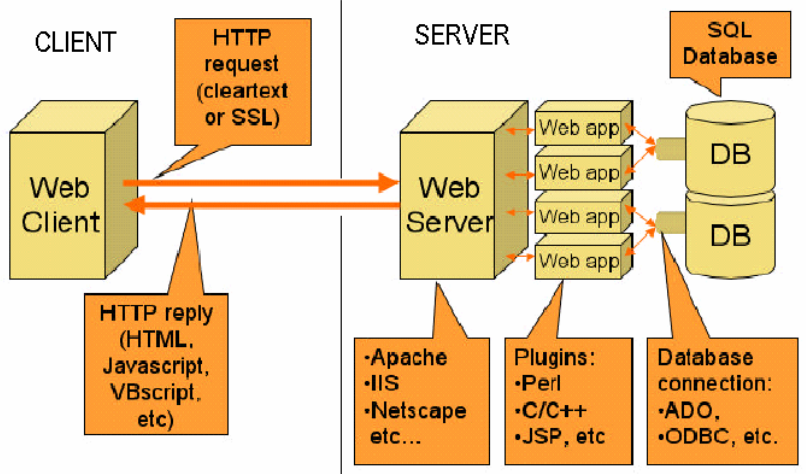 CLIENT
HTTP
request
(cleartext
or SSL)
Web
Client
HTTP reply
(HTML,
Javascript,
VBscript,
etc)
SERVER
SQL
Database
Web
Server
Web app
Web app
Web app
Web app
DB
DB
•Apache
•IIS
•Netscape
etc...
Plugins:
•Perl
•C/C++
•JSP, etc
Database
connection:
•ADO,
•ODBC, etc.